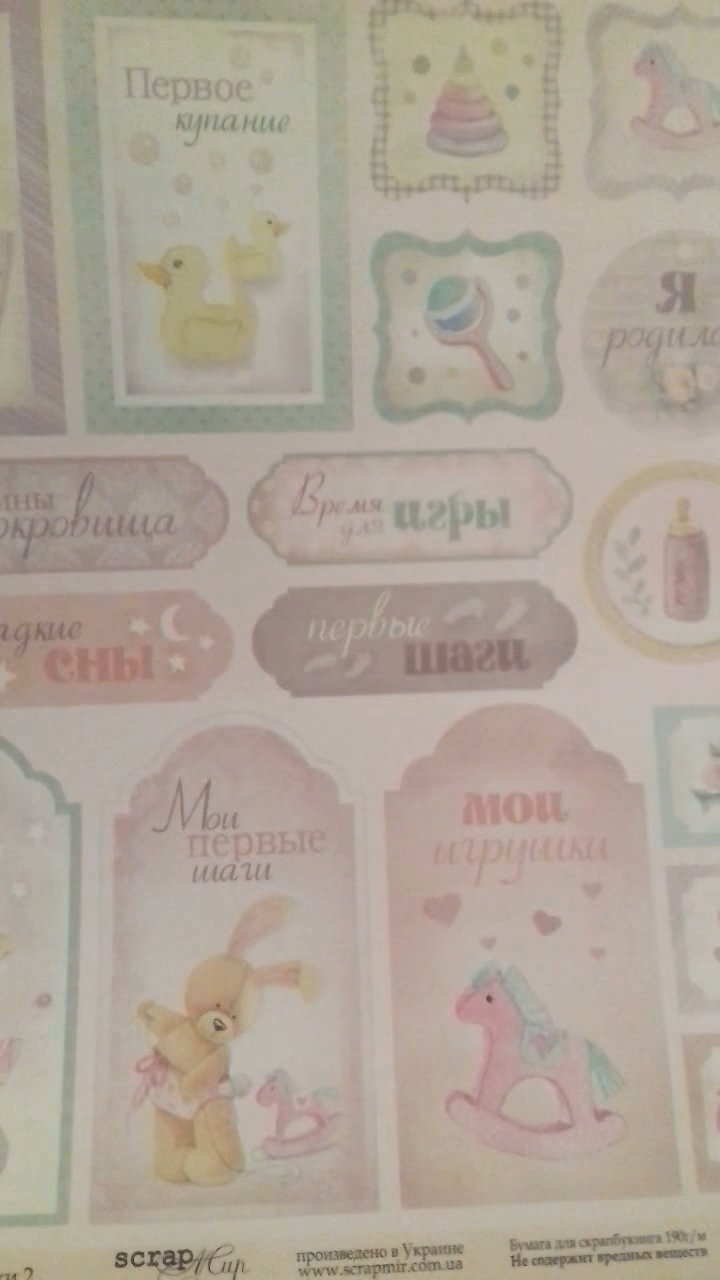 Первое
купание
Я
Время
для игры
сны
первые
шаги
Мои
первые
шаги
мои
игрушки
scrap Мир
произведено в Украине
www.scrapmir.com.ua
Бумага для скрапбукинга 190г/м
Не содержит вредных веществ